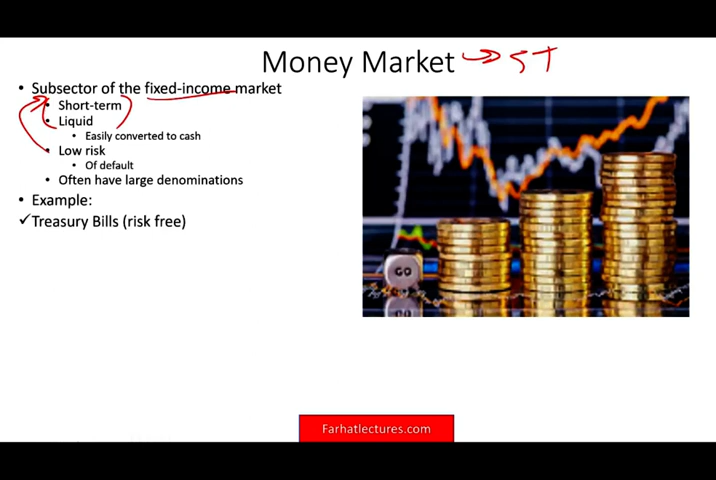 Money Market → ST
• Subsector of the fixed-income market
• Short-term
• Liquid
• Easily converted to cash
• Low risk
• Of default
• Often have large denominations
• Example:
✓Treasury Bills (risk free)
GO
Farhatlectures.com